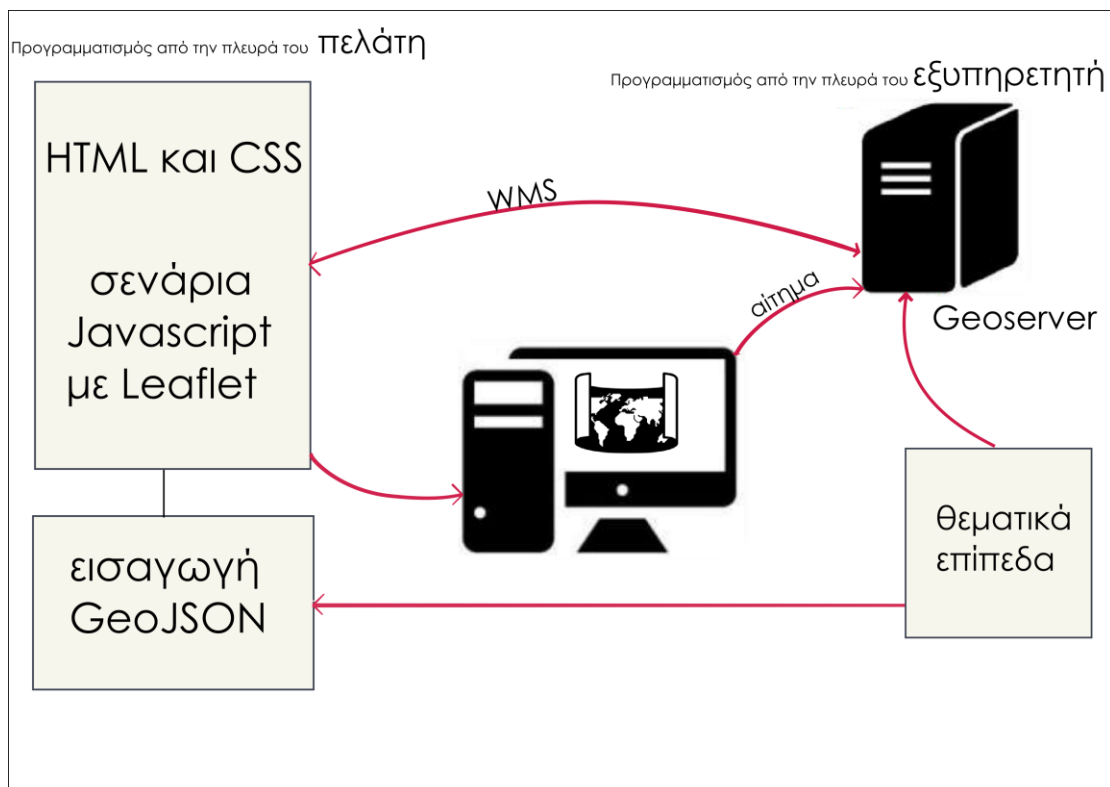 Προγραμματισμός από την πλευρά του πελάτη
Προγραμματισμός από την πλευρά του εξυπηρετητή
HTML και CSS
σενάρια
Javascript
με Leaflet
WMS
αίτημα
Geoserver
θεματικά
επίπεδα
εισαγωγή
GeoJSON